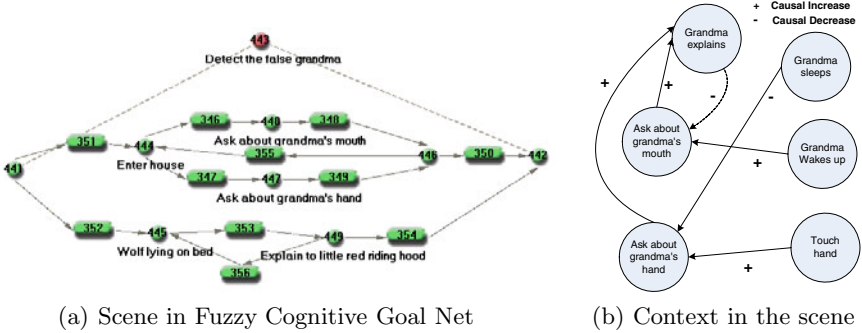 443
Detect the false grandma
346
440
348
351
444
Ask about grandma's mouth
355
446
350
442
441
Enter house
347
447
349
Ask about grandma's hand
352
445
353
449
354
Wolf lying on bed
Explain to little red riding hood
356
(a) Scene in Fuzzy Cognitive Goal Net
+ Causal Increase
- Causal Decrease
Grandma
explains
Grandma
sleeps
+
+
-
-
Ask about
grandma's
mouth
Grandma
Wakes up
+
Ask about
grandma's
hand
Touch
hand
+
(b) Context in the scene